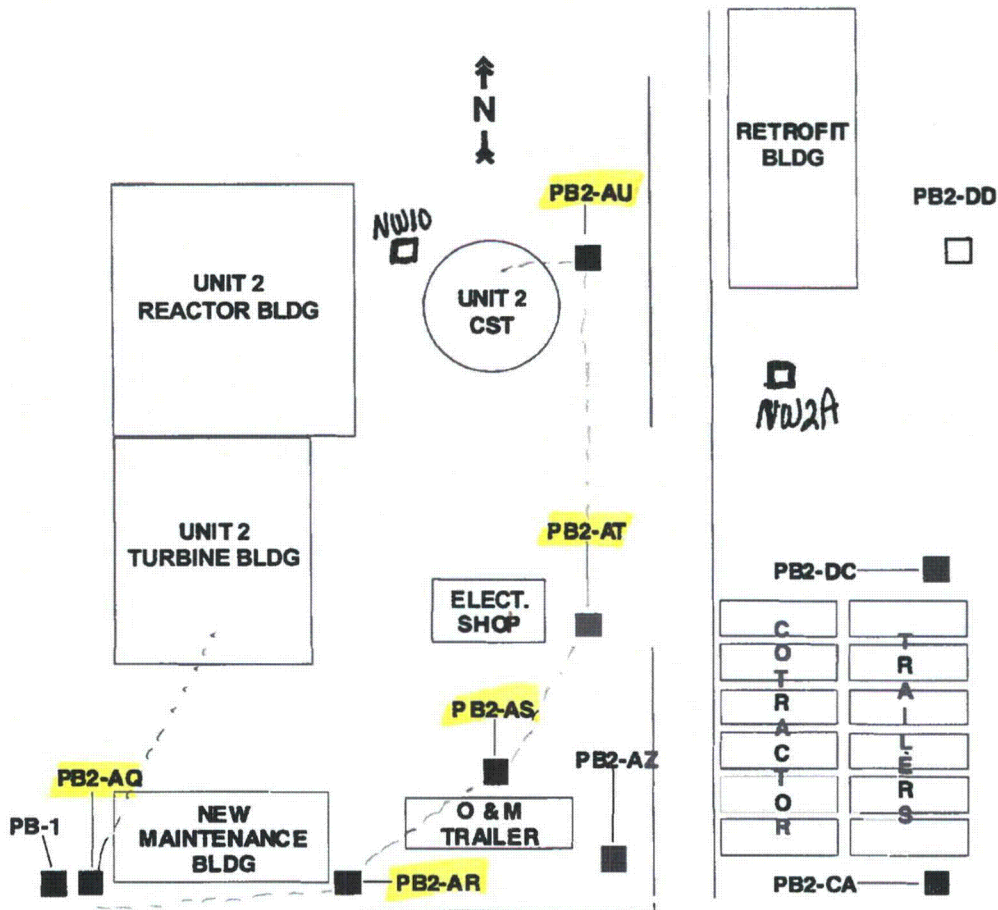 N
RETROFIT
BLDG
PB2-AU
PB2-DD
NW10
UNIT 2
REACTOR BLDG
UNIT 2
CST
NW2A
UNIT 2
TURBINE BLDG
PB2-AT
PB2-DC
ELECT.
SHOP
COTRACTOR
TRAILERS
PB2-AS
PB2-AZ
PB2-AQ
PB-1
NEW
MAINTENANCE
BLDG
O & M
TRAILER
PB2-AR
PB2-CA